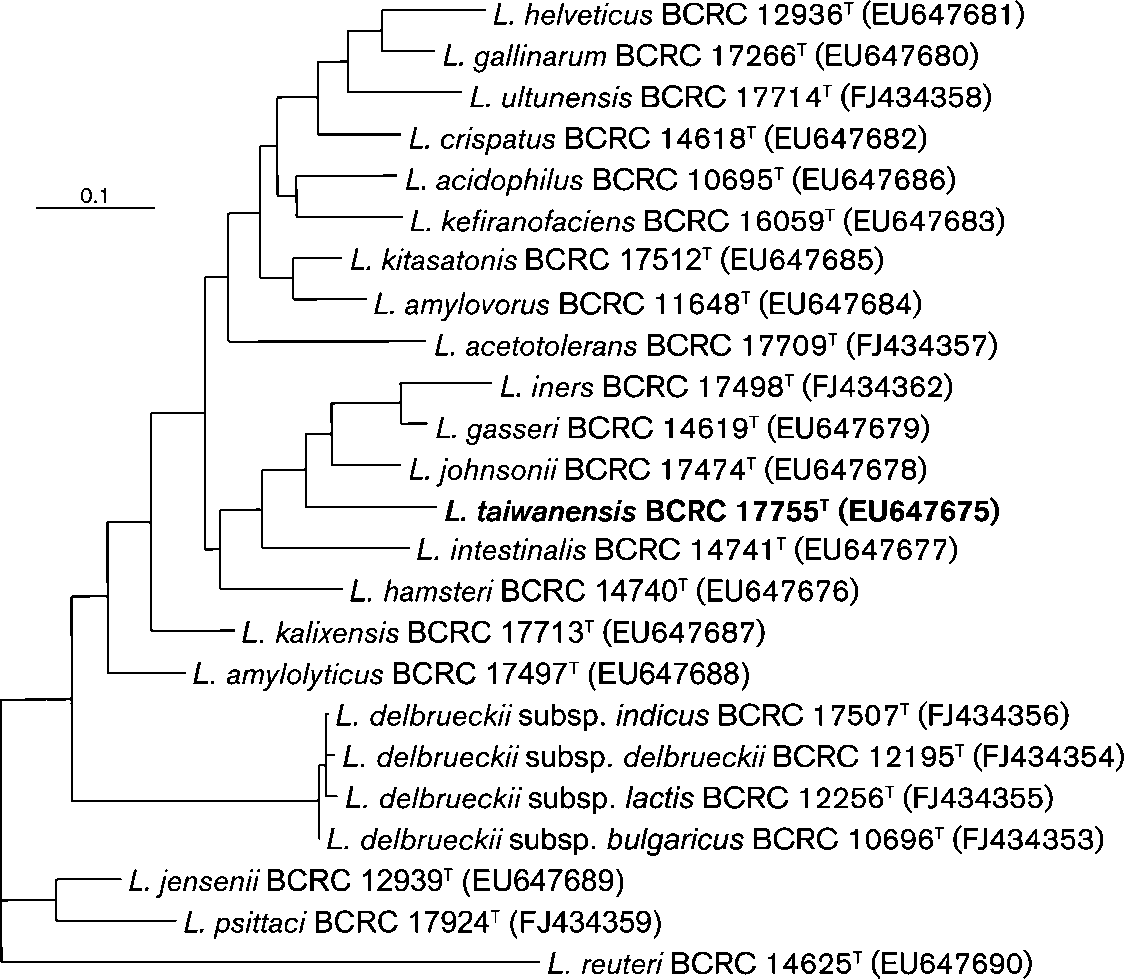 L. helveticus BCRC 12936ᵀ (EU647681)
L. gallinarum BCRC 17266ᵀ (EU647680)
L. ultunensis BCRC 17714ᵀ (FJ434358)
L. crispatus BCRC 14618ᵀ (EU647682)
L. acidophilus BCRC 10695ᵀ (EU647686)
0.1
L. kefiranofaciens BCRC 16059ᵀ (EU647683)
L. kitasatonis BCRC 17512ᵀ (EU647685)
L. amylovorus BCRC 11648ᵀ (EU647684)
L. acetotolerans BCRC 17709ᵀ (FJ434357)
L. iners BCRC 17498ᵀ (FJ434362)
L. gasseri BCRC 14619ᵀ (EU647679)
L. johnsonii BCRC 17474ᵀ (EU647678)
L. taiwanensis BCRC 17755ᵀ (EU647675)
L. intestinalis BCRC 14741ᵀ (EU647677)
L. hamsteri BCRC 14740ᵀ (EU647676)
L. kalixensis BCRC 17713ᵀ (EU647687)
L. amylolyticus BCRC 17497ᵀ (EU647688)
L. delbrueckii subsp. indicus BCRC 17507ᵀ (FJ434356)
L. delbrueckii subsp. delbrueckii BCRC 12195ᵀ (FJ434354)
L. delbrueckii subsp. lactis BCRC 12256ᵀ (FJ434355)
L. delbrueckii subsp. bulgaricus BCRC 10696ᵀ (FJ434353)
L. jensenii BCRC 12939ᵀ (EU647689)
L. psittaci BCRC 17924ᵀ (FJ434359)
L. reuteri BCRC 14625ᵀ (EU647690)